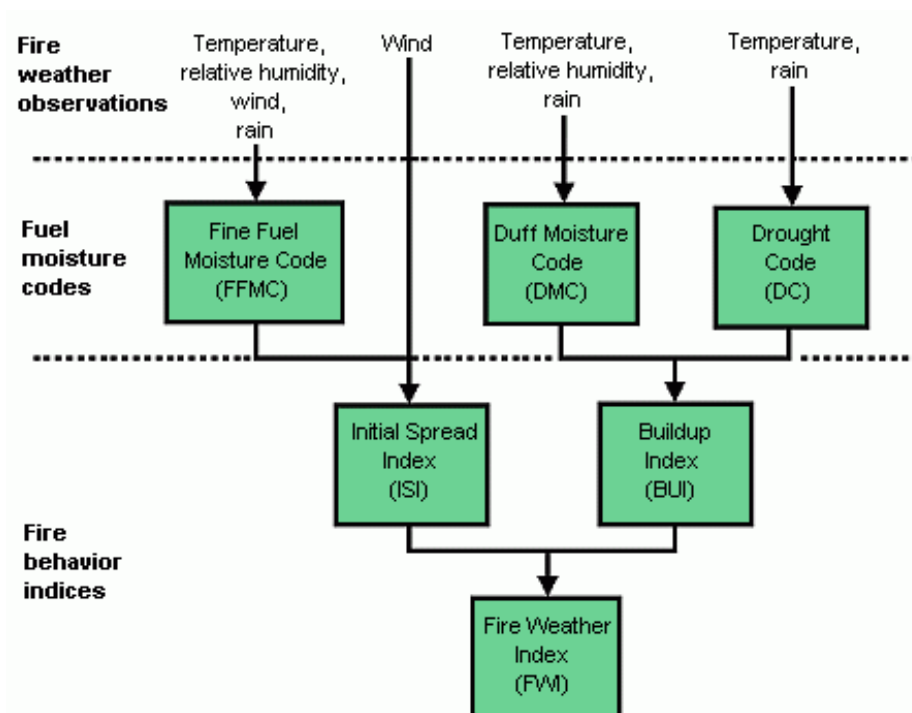 Fire
weather
observations
Temperature,
relative humidity,
wind,
rain
Wind
Temperature,
relative humidity,
rain
Temperature,
rain
Fuel
moisture
codes
Fine Fuel
Moisture Code
(FFMC)
Duff Moisture
Code
(DMC)
Drought
Code
(DC)
Fire
behavior
indices
Initial Spread
Index
(ISI)
Buildup
Index
(BUI)
Fire Weather
Index
(FWI)